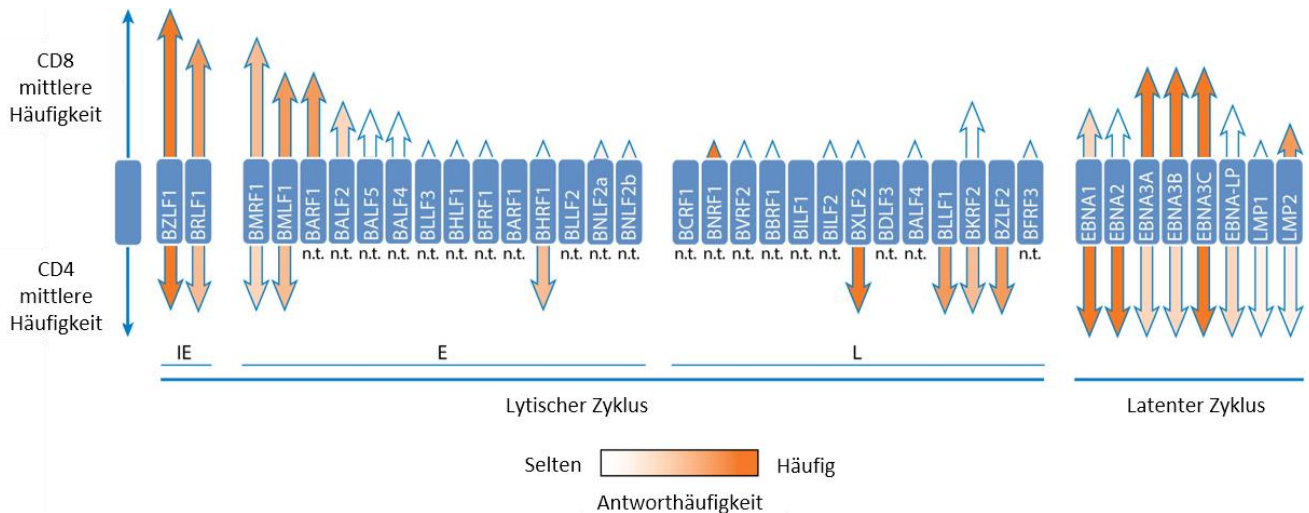 CD8
mittlere
Häufigkeit
BZLF1
BRLF1
BMRF1
BMLF1
BARF1
BALF2
BALF5
BALF4
BLLF3
BHLF1
BFRF1
BARF1
BHRF1
BLLF2
BNLF2a
BNLF2b
BCRF1
BNRF1
BVRF2
BBRF1
BILF1
BILF2
BXLF2
BDLF3
BALF4
BLLF1
BKRF2
BZLF2
BFRF3
EBNA1
EBNA2
EBNA3A
EBNA3B
EBNA3C
EBNA-LP
LMP1
LMP2
n.t. n.t. n.t. n.t. n.t. n.t. n.t. n.t. n.t. n.t. n.t. n.t. n.t. n.t. n.t. n.t. n.t. n.t. n.t. n.t.
CD4
mittlere
Häufigkeit
IE E L
Lytischer Zyklus Latenter Zyklus
Selten Häufig
Antworthäufigkeit